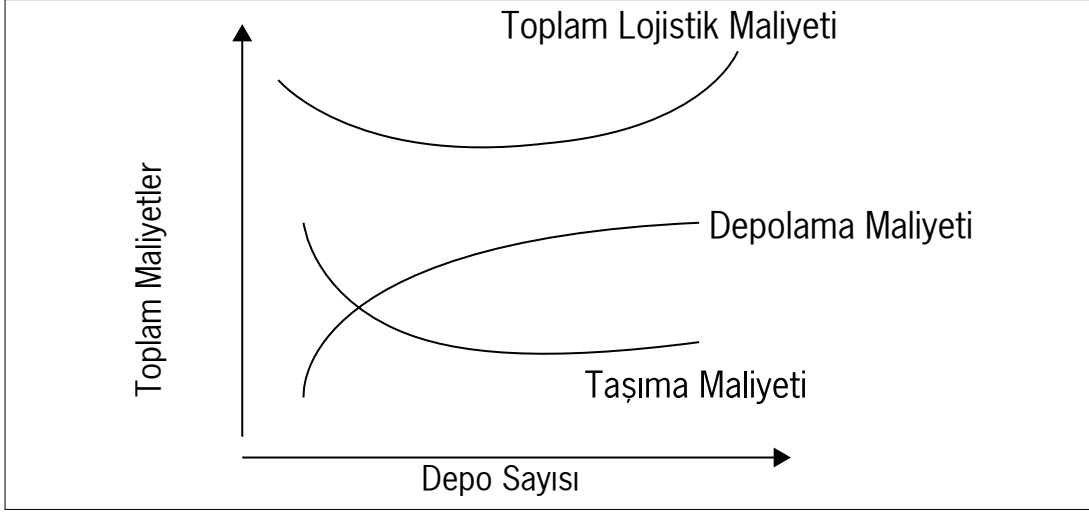 Toplam Lojistik Maliyeti
Toplam Maliyetler
Depolama Maliyeti
Taşıma Maliyeti
Depo Sayısı